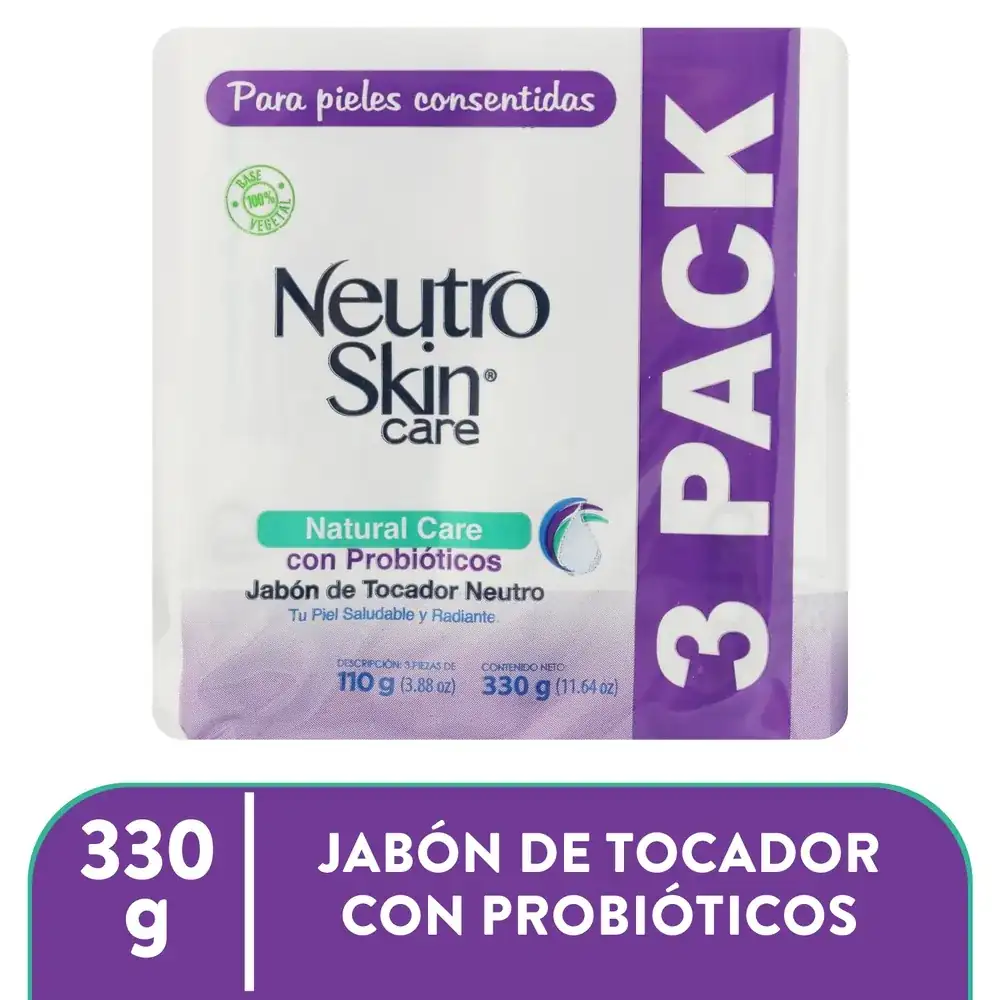 Para pieles consentidas
BASE
100%
VEGETAL
Neutro
Skin®
care
Natural Care
con Probióticos
Jabón de Tocador Neutro
Tu Piel Saludable y Radiante.
DESCRIPCIÓN: 3 PIEZAS DE
110 g (3.88 oz)
CONTENIDO NETO:
330 g (11.64 oz)
3 PACK
330
g
JABÓN DE TOCADOR
CON PROBIÓTICOS